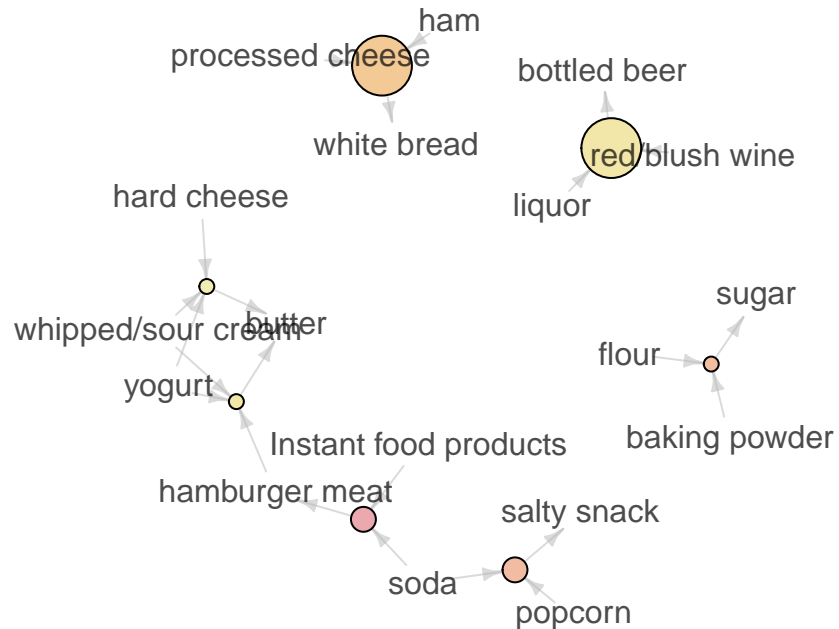 ham
processed cheese
bottled beer
white bread
red/blush wine
hard cheese
liquor
sugar
whipped/sour cream
butter
flour
yogurt
baking powder
Instant food products
hamburger meat
salty snack
soda
popcorn